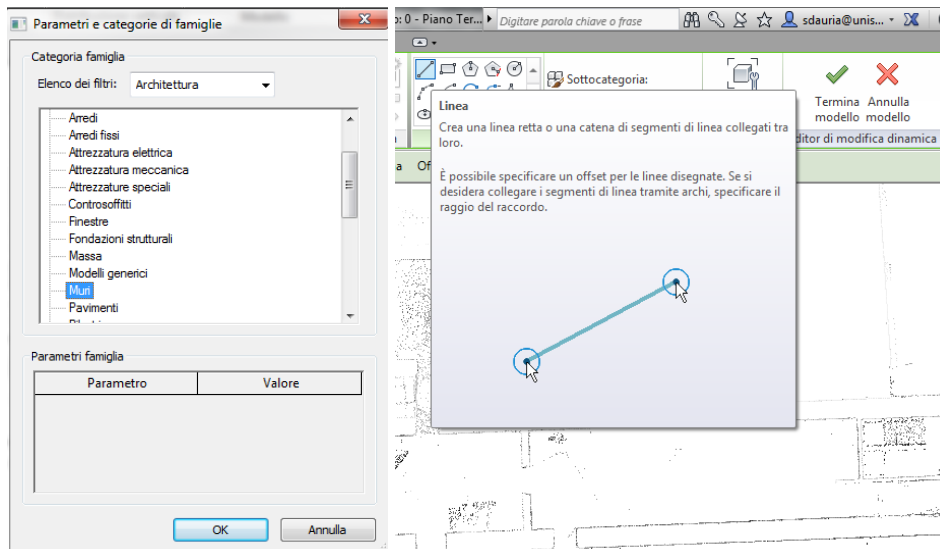 Parametri e categorie di famiglie
Categoria famiglia
Elenco dei filtri: Architettura
Arredi
Arredi fissi
Attrezzatura elettrica
Attrezzatura meccanica
Attrezzature speciali
Controsoffitti
Finestre
Fondazioni strutturali
Massa
Modelli generici
Muri
Pavimenti
Parametri famiglia
Parametro Valore
OK Annulla
o: 0 - Piano Ter... Digitare parola chiave o frase sdauria@unis...
Sottocategoria:
Termina Annulla
modello modello
ditor di modifica dinamica
a Of
Linea
Crea una linea retta o una catena di segmenti di linea collegati tra
loro.
È possibile specificare un offset per le linee disegnate. Se si
desidera collegare i segmenti di linea tramite archi, specificare il
raggio del raccordo.